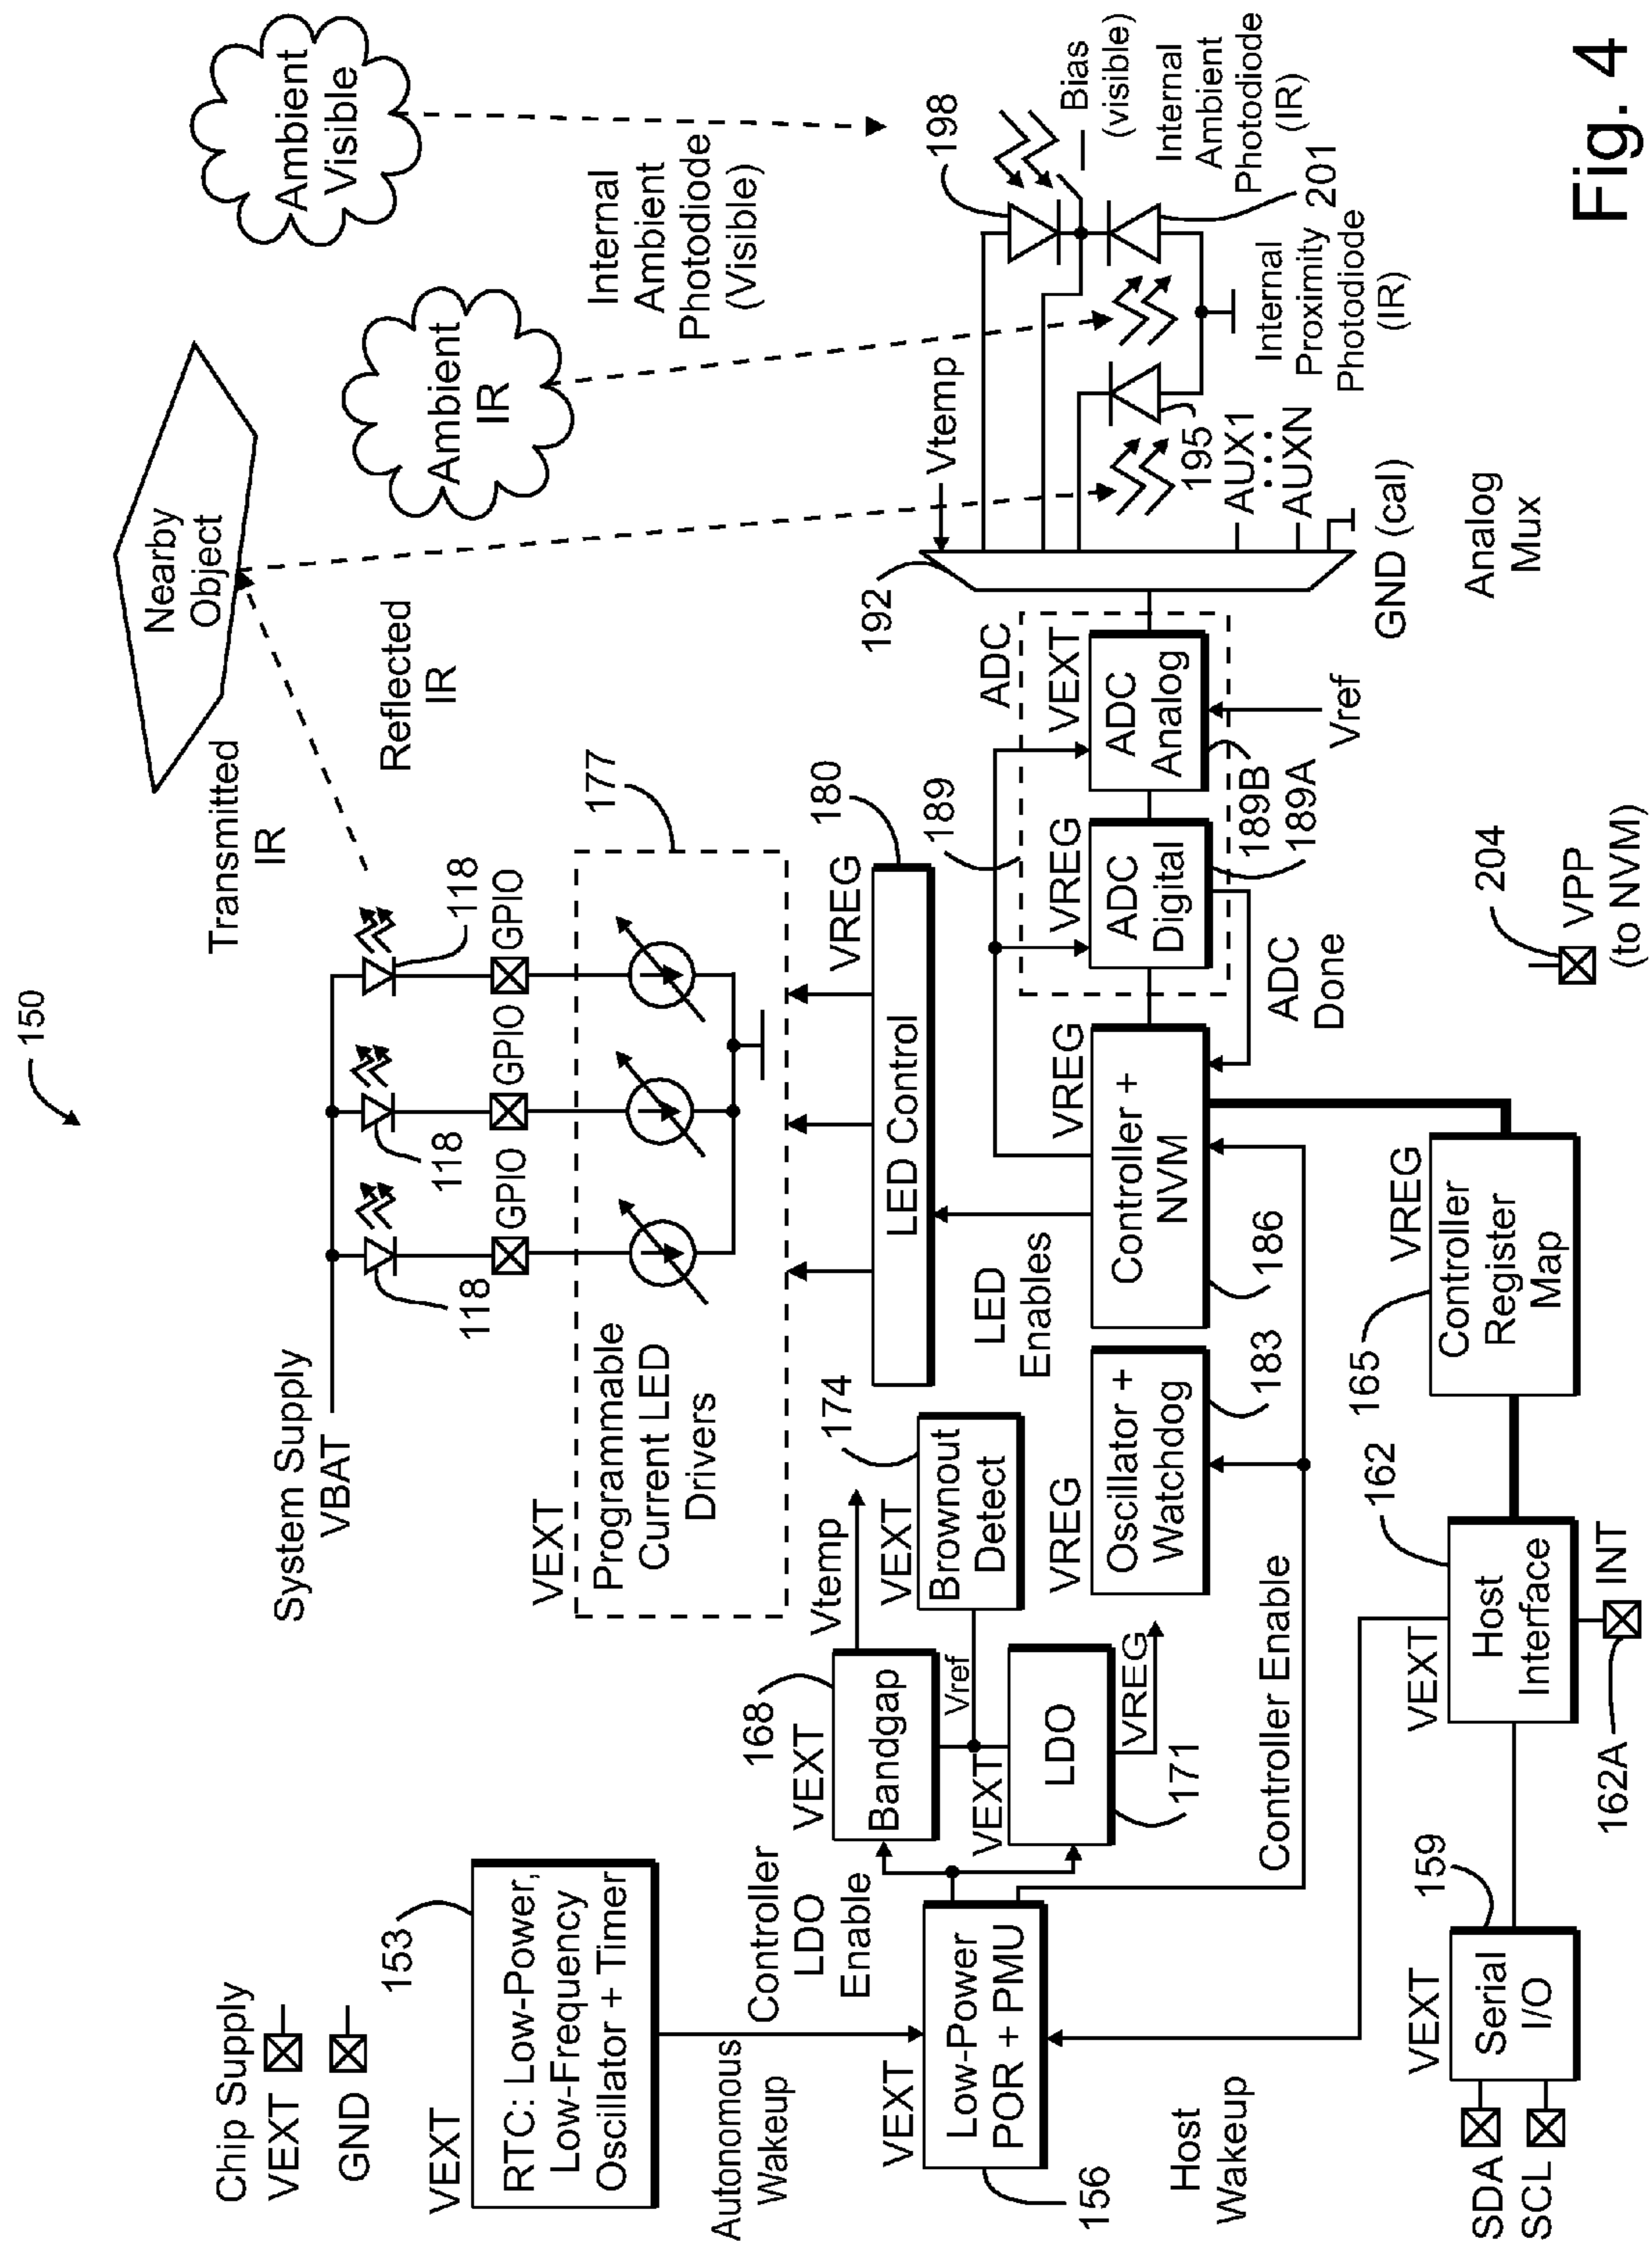 150
Chip Supply
VEXT
GND
System Supply
VBAT
118
118
118
GPIO
GPIO
GPIO
Transmitted
IR
Reflected
IR
Nearby
Object
Ambient
IR
Ambient
Visible
VEXT
RTC: Low-Power,
Low-Frequency
Oscillator + Timer
153
VEXT
Programmable
Current LED
Drivers
177
Internal
Ambient
Photodiode
(Visible)
Autonomous
Wakeup
Controller
LDO
Enable
168
VEXT
Bandgap
Vtemp
Vref
174
VEXT
Brownout
Detect
VREG
180
LED Control
VEXT
Low-Power
POR + PMU
156
VEXT
LDO
VREG
171
LED
Enables
189
ADC
192
Vtemp
198
Bias
(visible)
VREG
Oscillator +
Watchdog
183
VREG
Controller +
NVM
186
VREG
ADC
Digital
VEXT
ADC
Analog
189B
189A
ADC
Done
Vref
195
AUX1
AUXN
GND (cal)
Internal
Ambient
Photodiode
(IR)
201
Internal
Proximity
Photodiode
(IR)
Analog
Mux
Host
Wakeup
Controller Enable
SDA
SCL
VEXT
Serial
I/O
159
VEXT
Host
Interface
162
INT
162A
165
VREG
Controller
Register
Map
204
VPP
(to NVM)
Fig. 4